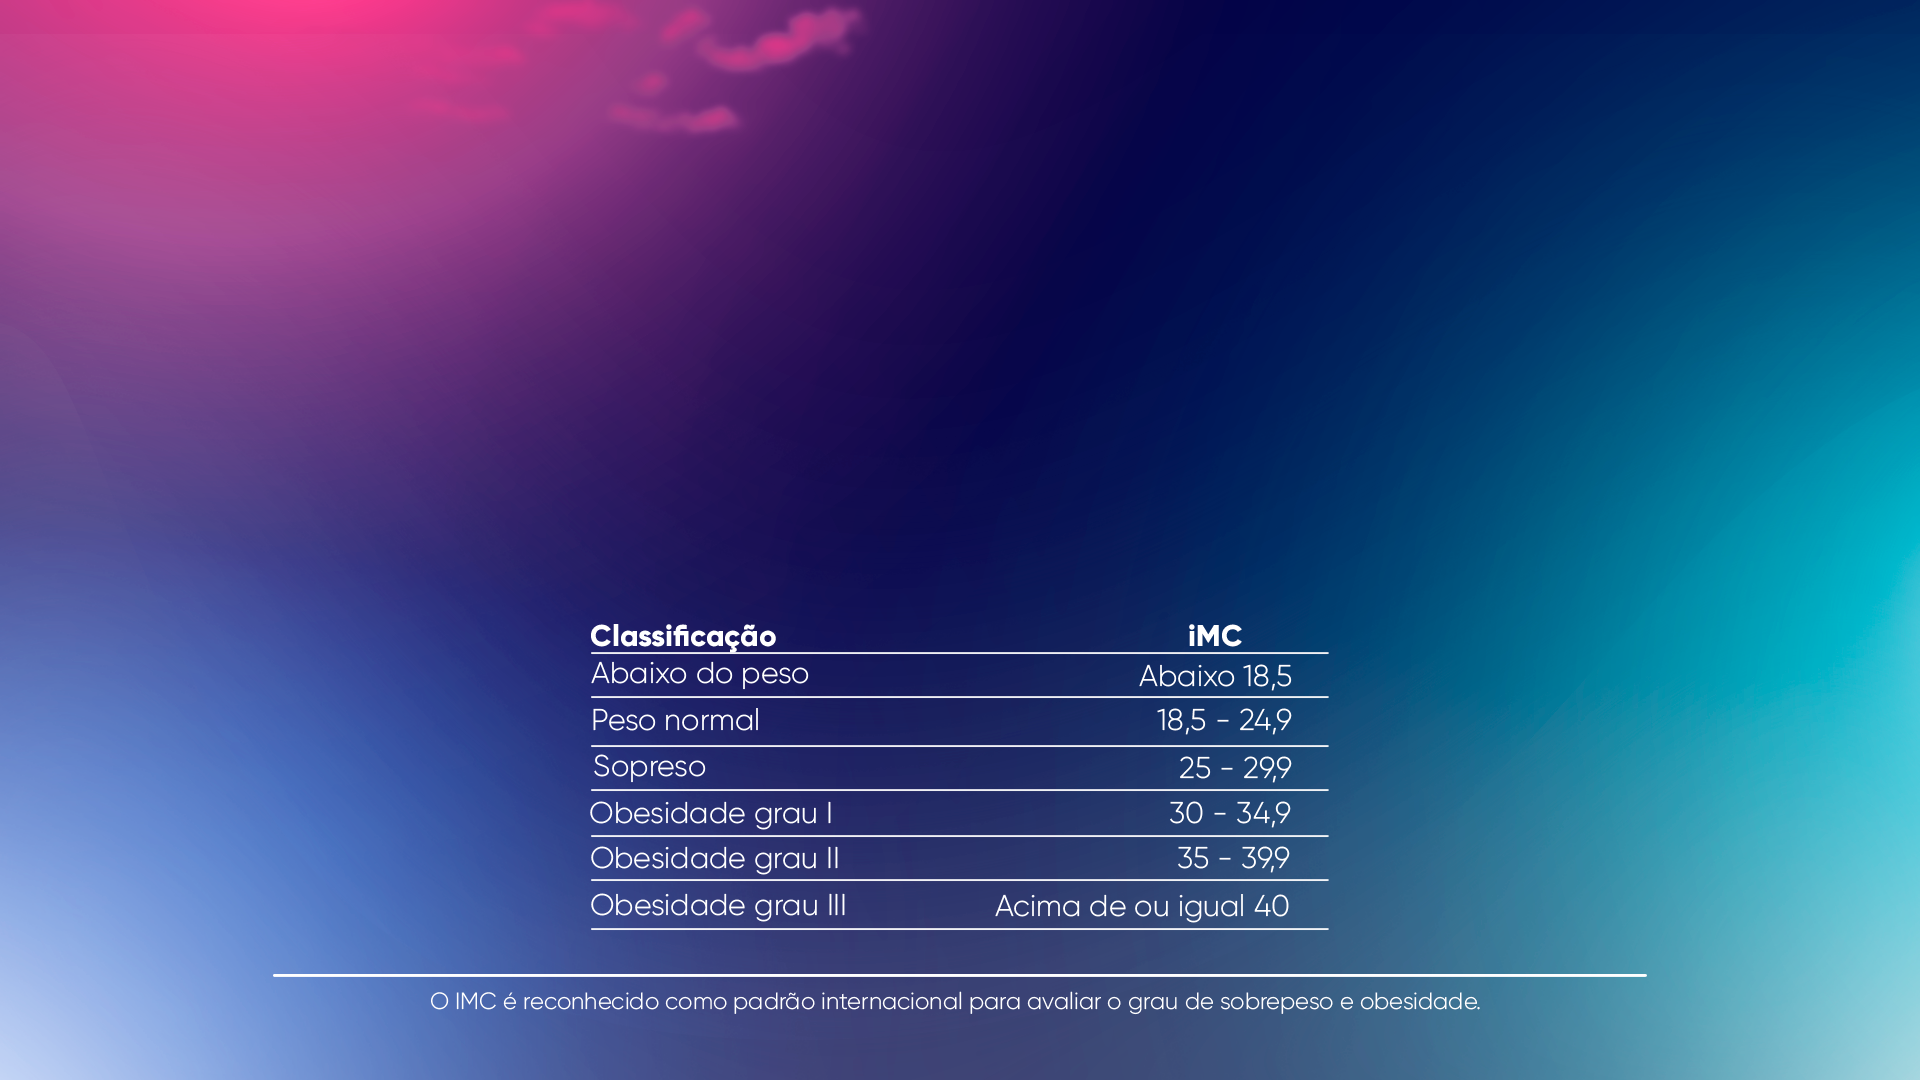 Classificação iMC
Abaixo do peso Abaixo 18,5
Peso normal 18,5 - 24,9
Sopreso 25 - 29,9
Obesidade grau I 30 - 34,9
Obesidade grau II 35 - 39,9
Obesidade grau III Acima de ou igual 40
O IMC é reconhecido como padrão internacional para avaliar o grau de sobrepeso e obesidade.